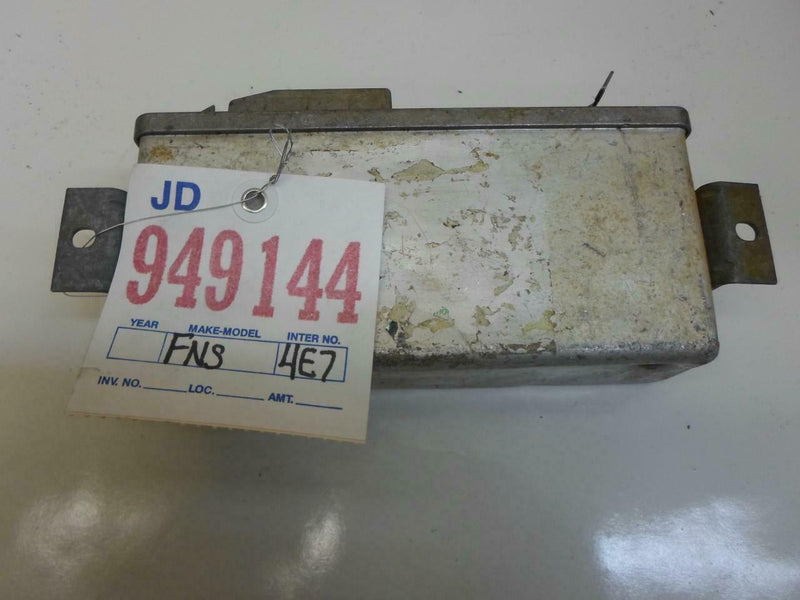 JD
949144
YEAR MAKE-MODEL INTER NO.
FNS 4E7
INV. NO. LOC. AMT.